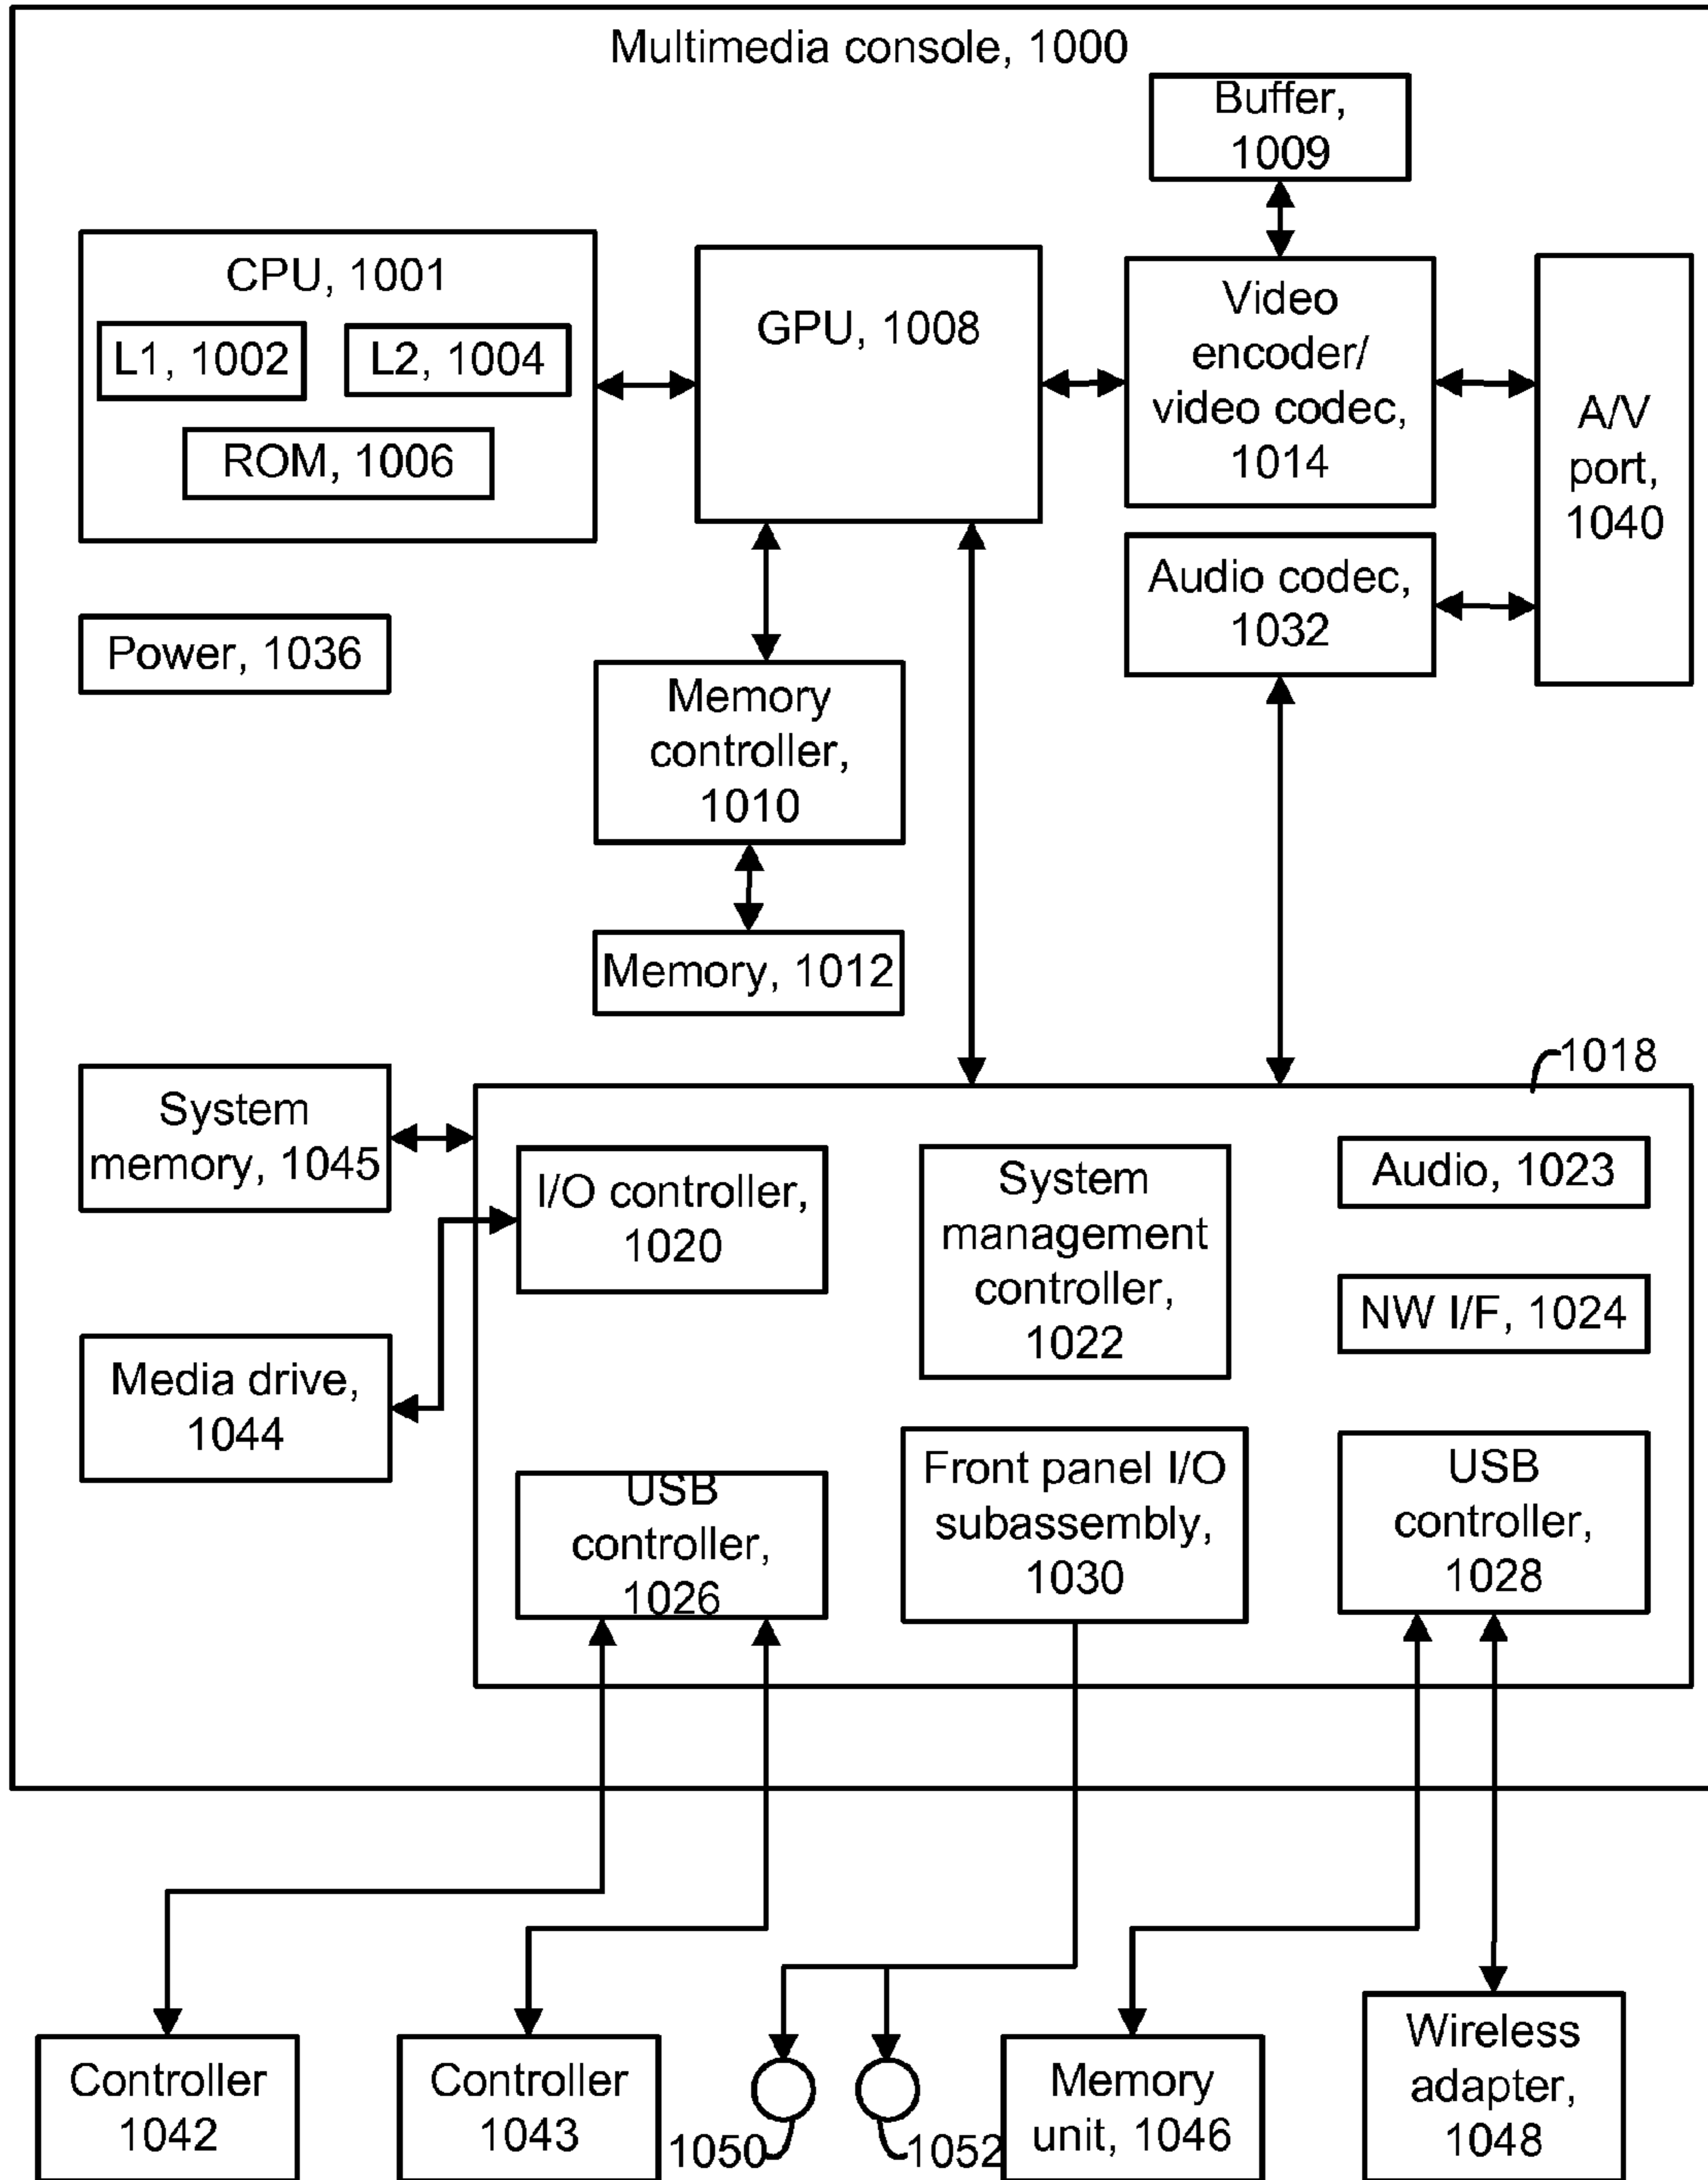 Multimedia console, 1000
Buffer,
1009
CPU, 1001
L1, 1002
L2, 1004
ROM, 1006
GPU, 1008
Video
encoder/
video codec,
1014
A/V
port,
1040
Audio codec,
1032
Power, 1036
Memory
controller,
1010
Memory, 1012
1018
System
memory, 1045
I/O controller,
1020
System
management
controller,
1022
Audio, 1023
NW I/F, 1024
Media drive,
1044
USB
controller,
1026
Front panel I/O
subassembly,
1030
USB
controller,
1028
Controller
1042
Controller
1043
1050
1052
Memory
unit, 1046
Wireless
adapter,
1048